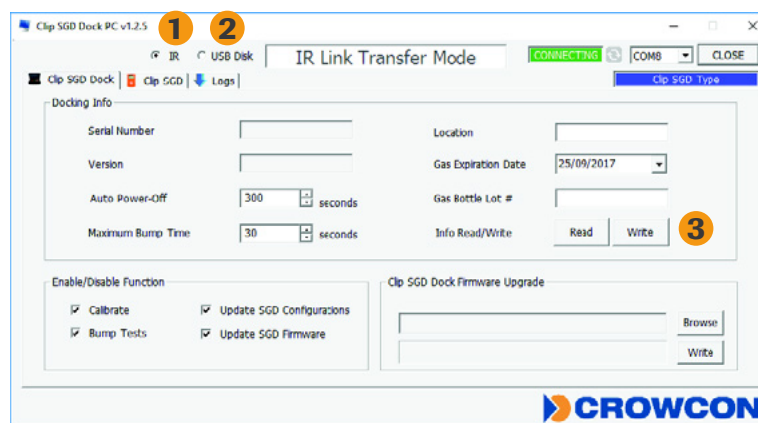 Clip SGD Dock PC v1.2.5
1 2
IR USB Disk IR Link Transfer Mode CONNECTING COM8 CLOSE
Clip SGD Dock Clip SGD Logs Clip SGD Type
Docking Info
Serial Number Location
Version Gas Expiration Date 25/09/2017
Auto Power-Off 300 seconds Gas Bottle Lot #
Maximum Bump Time 30 seconds Info Read/Write Read Write 3
Enable/Disable Function Clip SGD Dock Firmware Upgrade
Calibrate Update SGD Configurations
Browse
Bump Tests Update SGD Firmware
Write
CROWCON